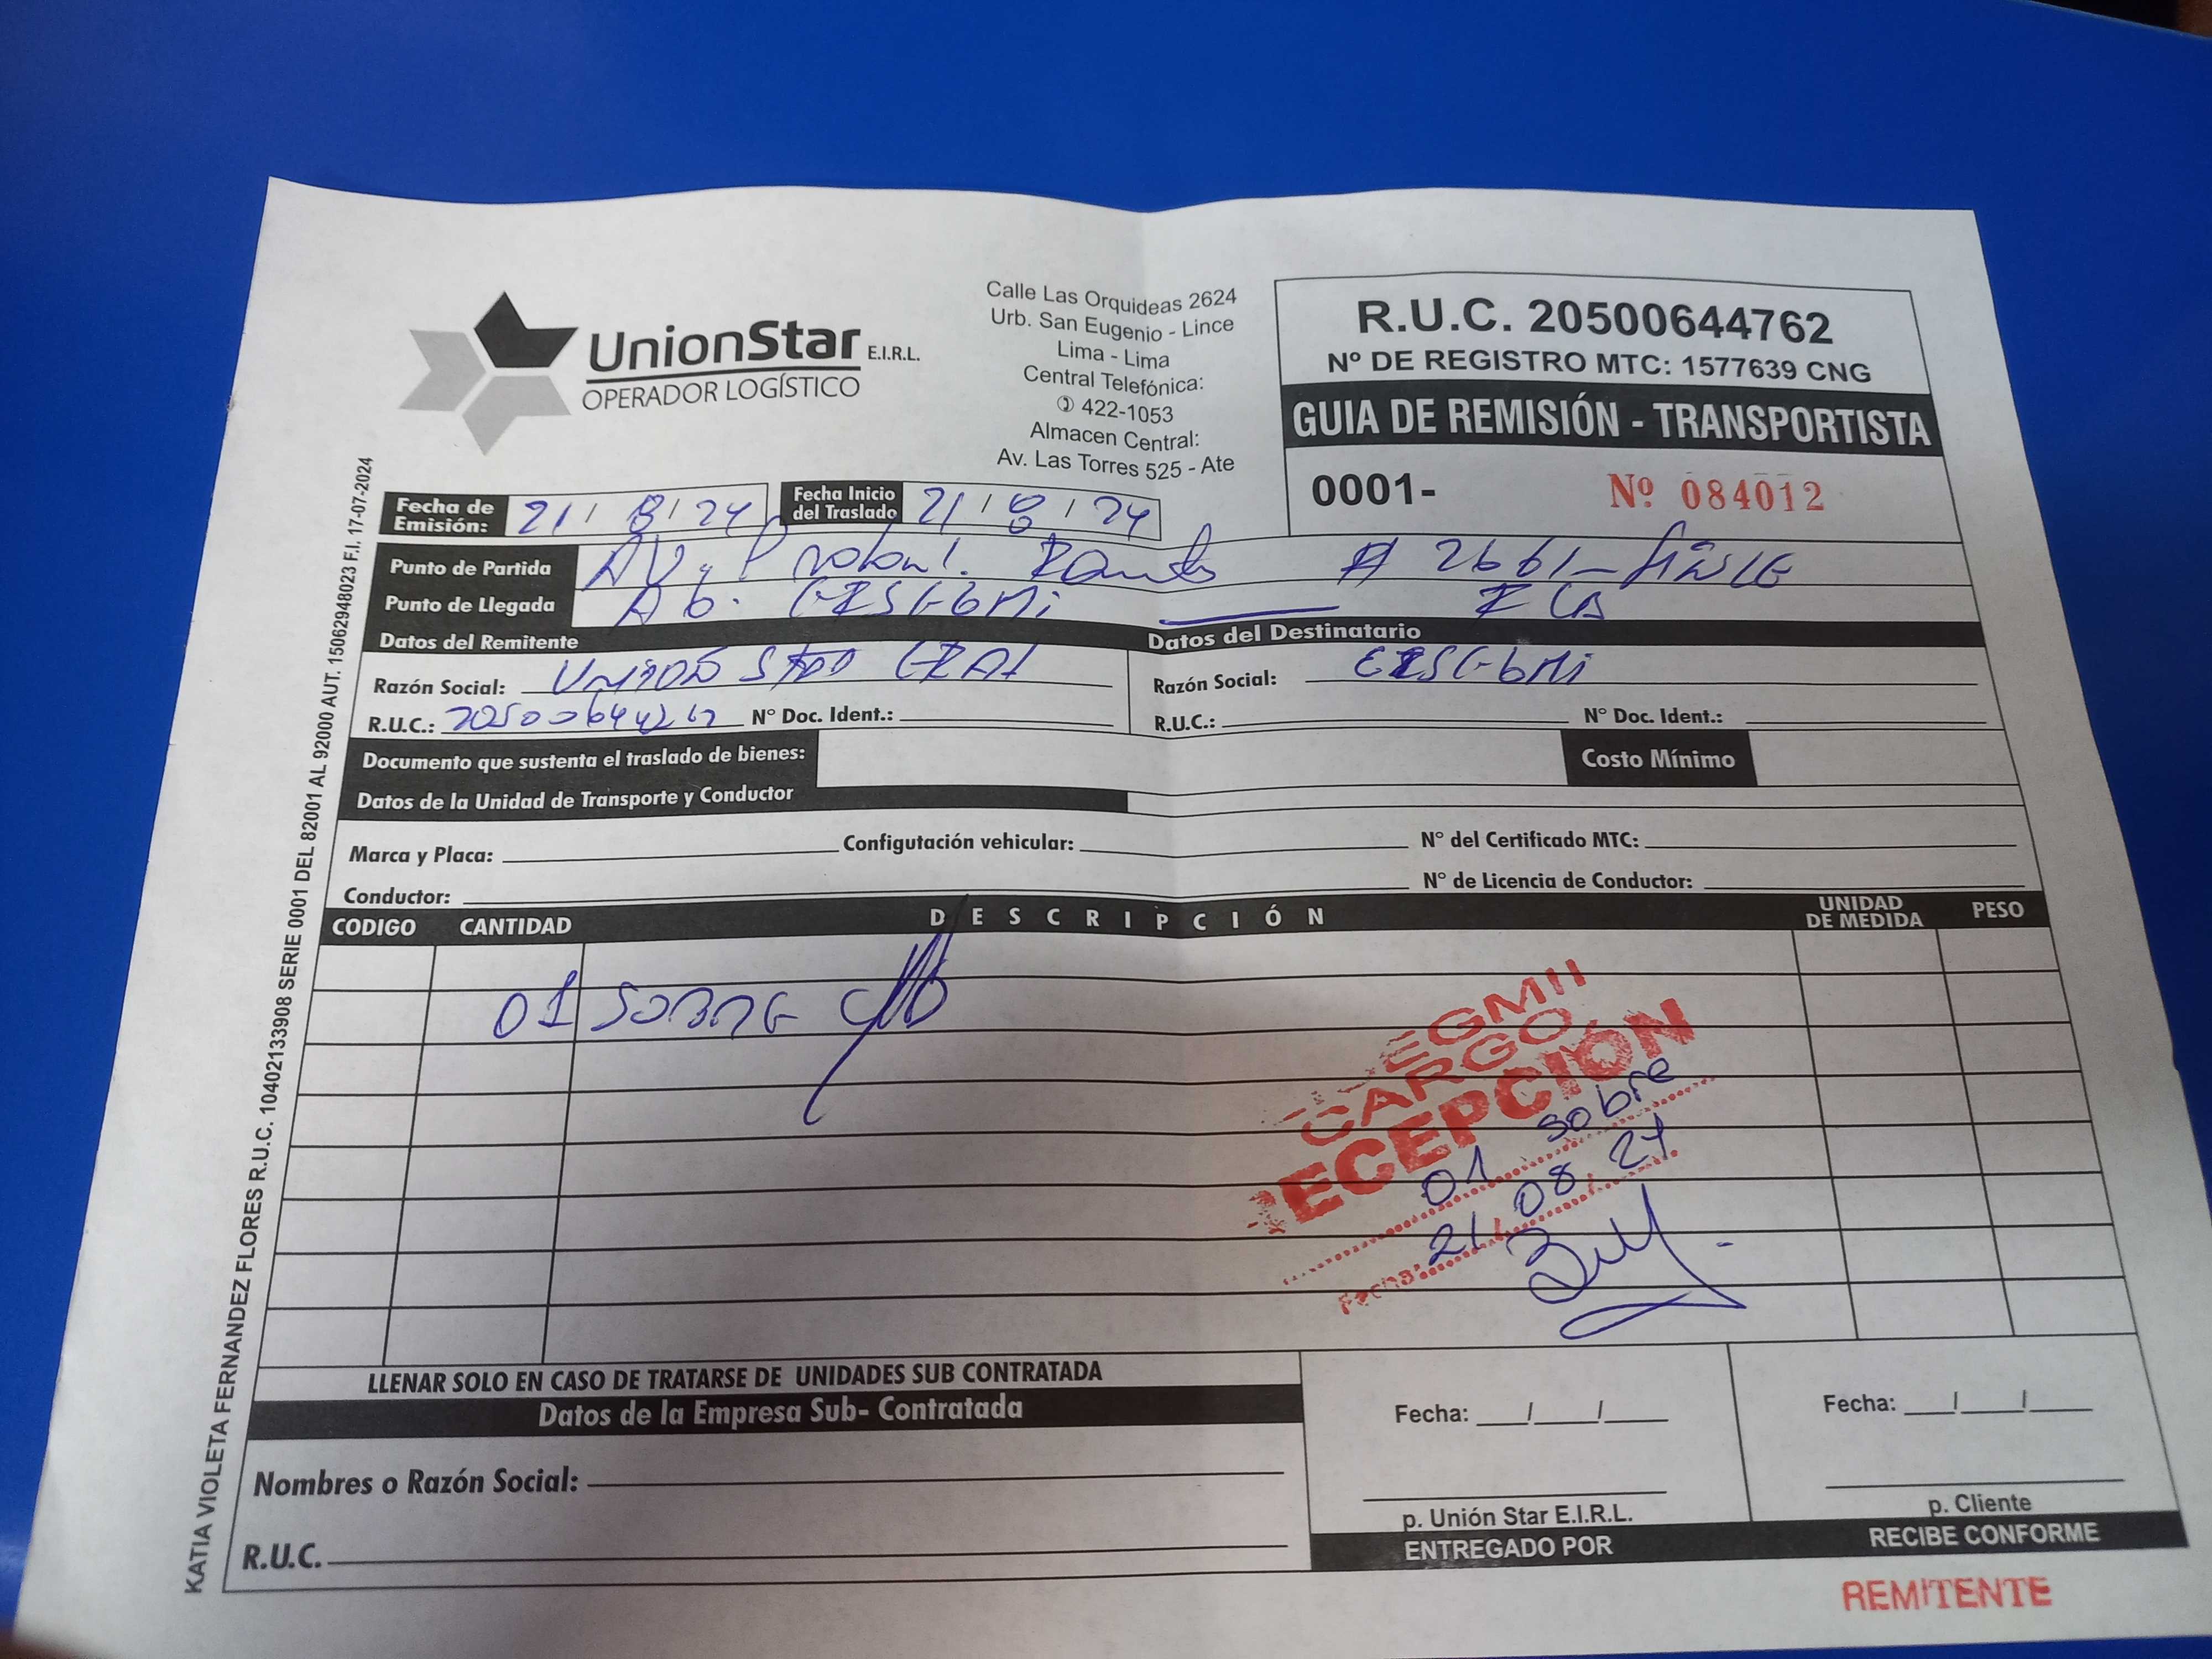 UnionStar E.I.R.L.
OPERADOR LOGÍSTICO
Calle Las Orquideas 2624
Urb. San Eugenio - Lince
Lima - Lima
Central Telefónica:
422-1053
Almacen Central:
Av. Las Torres 525 - Ate
R.U.C. 20500644762
Nº DE REGISTRO MTC: 1577639 CNG
GUIA DE REMISIÓN - TRANSPORTISTA
0001- Nº 084012
Fecha de Emisión: 21 / 8 / 24 Fecha Inicio del Traslado 21 / 8 / 24
Punto de Partida AV. 2661
Punto de Llegada ICA
Datos del Remitente Datos del Destinatario
Razón Social: UNION Razón Social:
R.U.C.: Nº Doc. Ident.: R.U.C.: Nº Doc. Ident.:
Documento que sustenta el traslado de bienes: Costo Mínimo
Datos de la Unidad de Transporte y Conductor
Marca y Placa: Configutación vehicular: Nº del Certificado MTC:
Conductor: Nº de Licencia de Conductor:
CODIGO CANTIDAD DESCRIPCIÓN UNIDAD DE MEDIDA PESO
01 SOBRE
EGMII
CARGO
RECEPCIÓN
01 sobre
Fecha: 21 / 08 / 24
LLENAR SOLO EN CASO DE TRATARSE DE UNIDADES SUB CONTRATADA
Datos de la Empresa Sub- Contratada
Nombres o Razón Social:
R.U.C.
Fecha: / / Fecha: / /
p. Unión Star E.I.R.L. p. Cliente
ENTREGADO POR RECIBE CONFORME
REMITENTE
KATIA VIOLETA FERNANDEZ FLORES R.U.C. 10402133908 SERIE 0001 DEL 82001 AL 92000 AUT. 15062948023 F.I. 17-07-2024